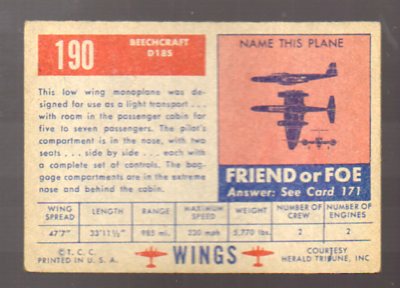 190
BEECHCRAFT
D18S
This low wing monoplane was de-
signed for use as a light transport . . .
with room in the passenger cabin for
five to seven passengers. The pilot's
compartment is in the nose, with two
seats . . . side by side . . . each with
a complete set of controls. The bag-
gage compartments are in the extreme
nose and behind the cabin.
NAME THIS PLANE
FRIEND or FOE
Answer: See Card 171
WING SPREAD LENGTH RANGE MAXIMUM SPEED WEIGHT NUMBER OF CREW NUMBER OF ENGINES
47'7" 33'11½" 985 mi. 230 mph 5,770 lbs. 2 2
© T. C. C.
PRINTED IN U. S. A.
WINGS
COURTESY
HERALD TRIBUNE, INC